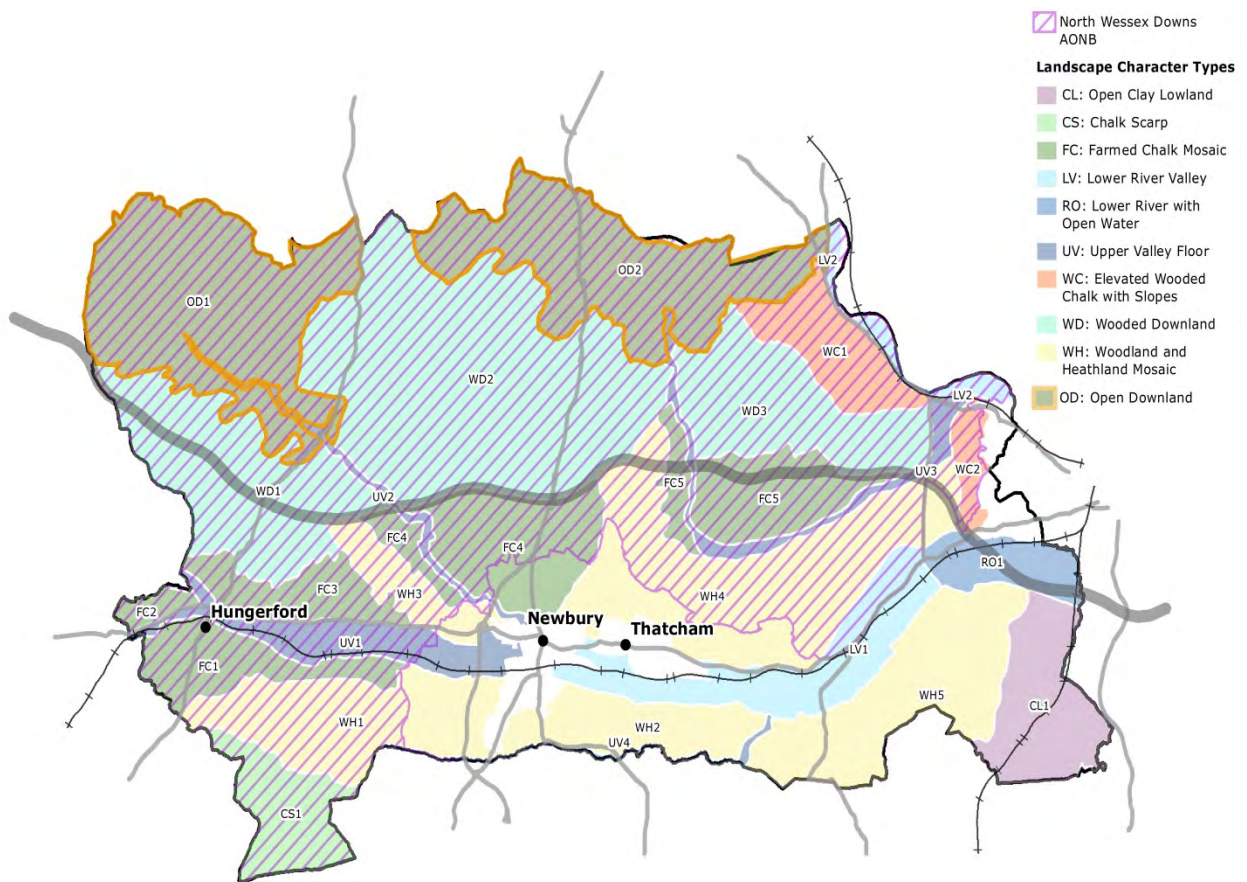 North Wessex Downs
AONB
Landscape Character Types
CL: Open Clay Lowland
CS: Chalk Scarp
FC: Farmed Chalk Mosaic
LV: Lower River Valley
RO: Lower River with
Open Water
UV: Upper Valley Floor
WC: Elevated Wooded
Chalk with Slopes
WD: Wooded Downland
WH: Woodland and
Heathland Mosaic
OD: Open Downland
LV2
OD2
OD1
WC1
WD2
LV2
WD3
UV3
WC2
FC5
FC5
WD1
UV2
FC4
FC4
RO1
FC3
WH3
WH4
FC2
Hungerford
Newbury
Thatcham
UV1
LV1
FC1
WH5
CL1
WH1
WH2
UV4
CS1